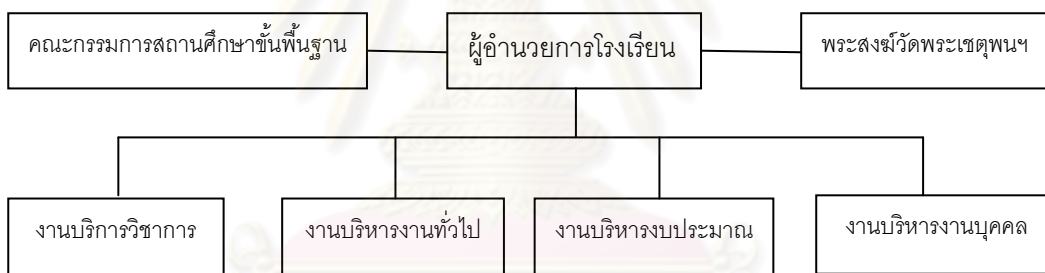 คณะกรรมการสถานศึกษาขั้นพื้นฐาน
ผู้อำนวยการโรงเรียน
พระสงฆ์วัดพระเชตุพนฯ
งานบริการวิชาการ
งานบริหารงานทั่วไป
งานบริหารงบประมาณ
งานบริหารงานบุคคล